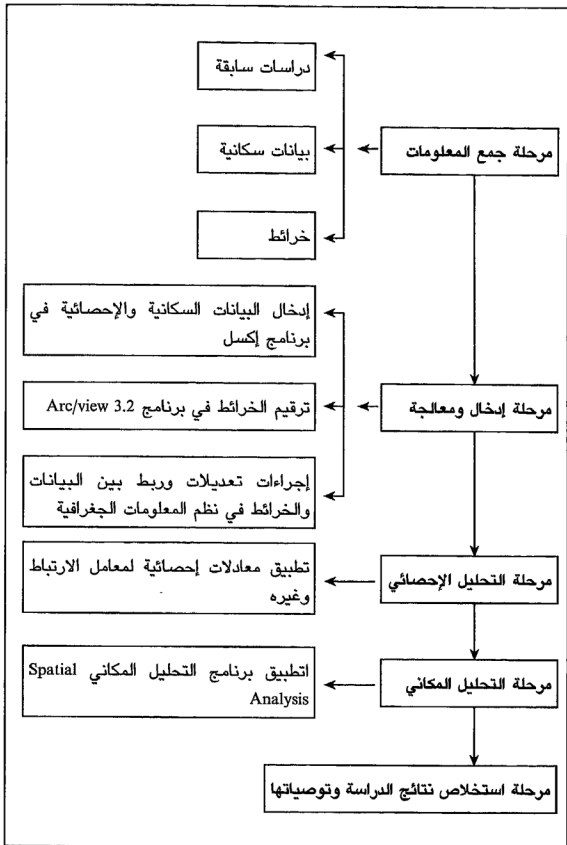 دراسات سابقة
مرحلة جمع المعلومات
بيانات سكانية
خرائط
إدخال البيانات السكانية والإحصائية في
برنامج إكسل
مرحلة إدخال ومعالجة
ترقيم الخرائط في برنامج Arc/view 3.2
إجراءات تعديلات وربط بين البيانات
والخرائط في نظم المعلومات الجغرافية
مرحلة التحليل الإحصائي
تطبيق معادلات إحصائية لمعامل الارتباط
وغيره
مرحلة التحليل المكاني
اتطبيق برنامج التحليل المكاني Spatial
Analysis
مرحلة استخلاص نتائج الدراسة وتوصياتها